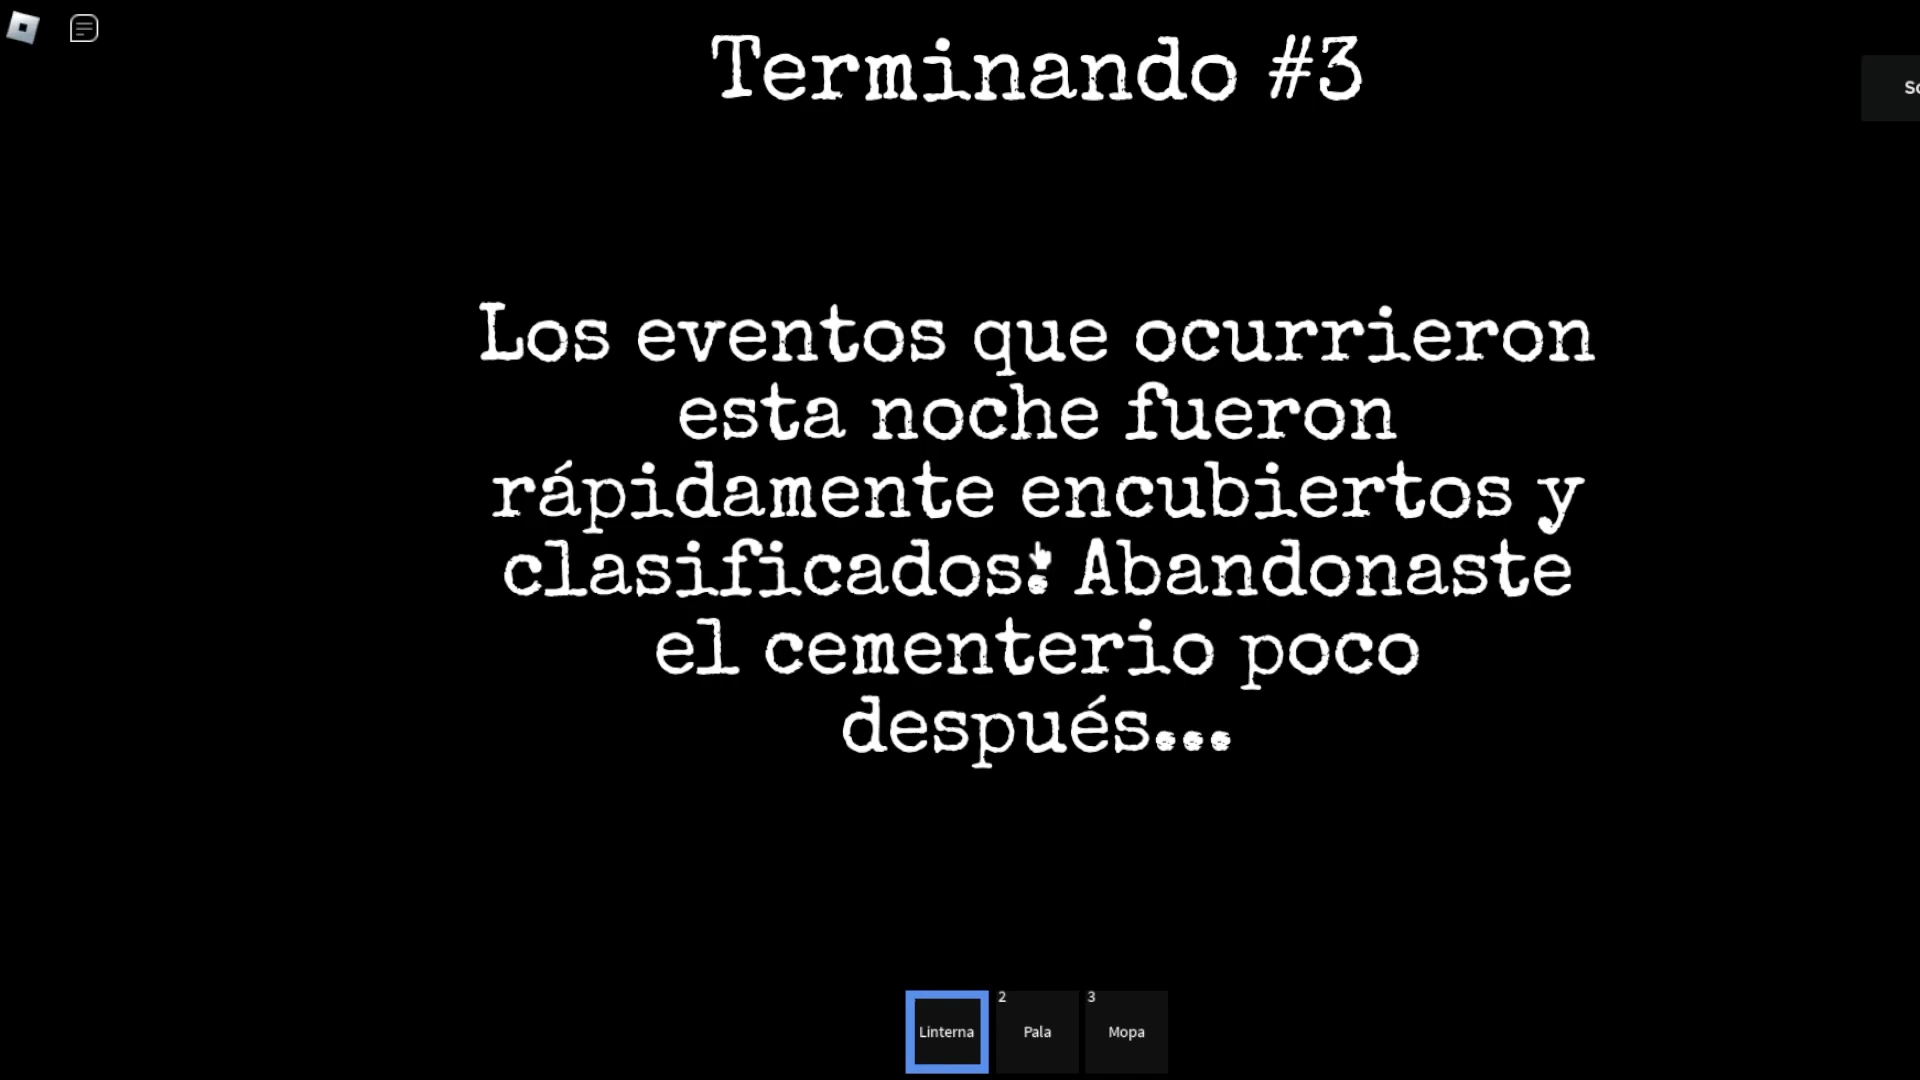 Terminando #3
Los eventos que ocurrieron
esta noche fueron
rápidamente encubiertos y
clasificados. Abandonaste
el cementerio poco
después...
Linterna
2
Pala
3
Mopa